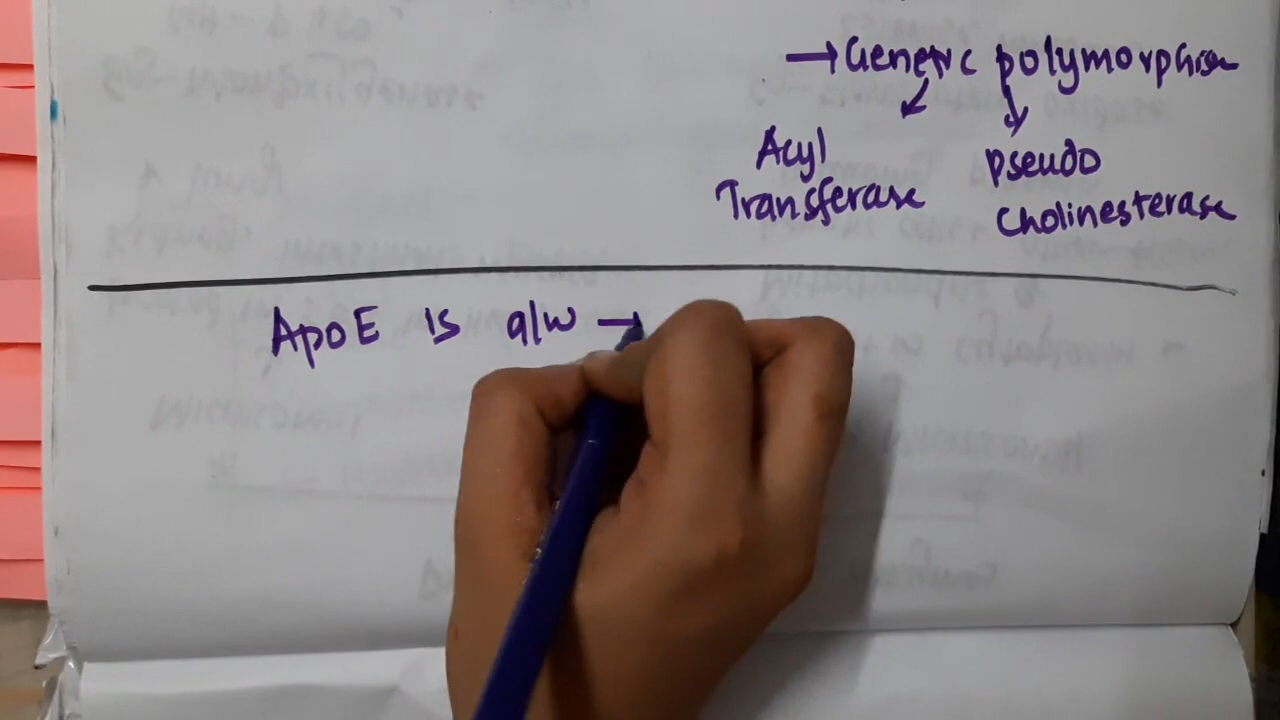 → Genetic polymorphism
Acyl
Transferase
pseudo
cholinesterase
ApoE is a/w →